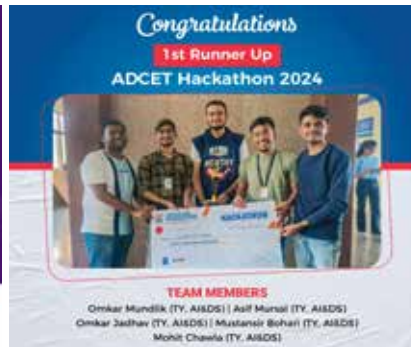 Congratulations
1st Runner Up
ADCET Hackathon 2024
HACKATHON
TEAM MEMBERS
Omkar Mundlik (TY, AI&DS) | Asif Mursal (TY, AI&DS)
Omkar Jadhav (TY, AI&DS) | Mustansir Bohari (TY, AI&DS)
Mohit Chawla (TY, AI&DS)